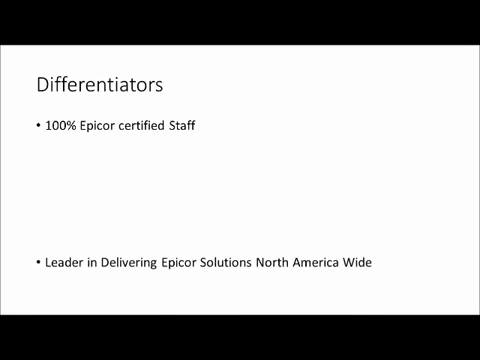 Differentiators
• 100% Epicor certified Staff
• Leader in Delivering Epicor Solutions North America Wide